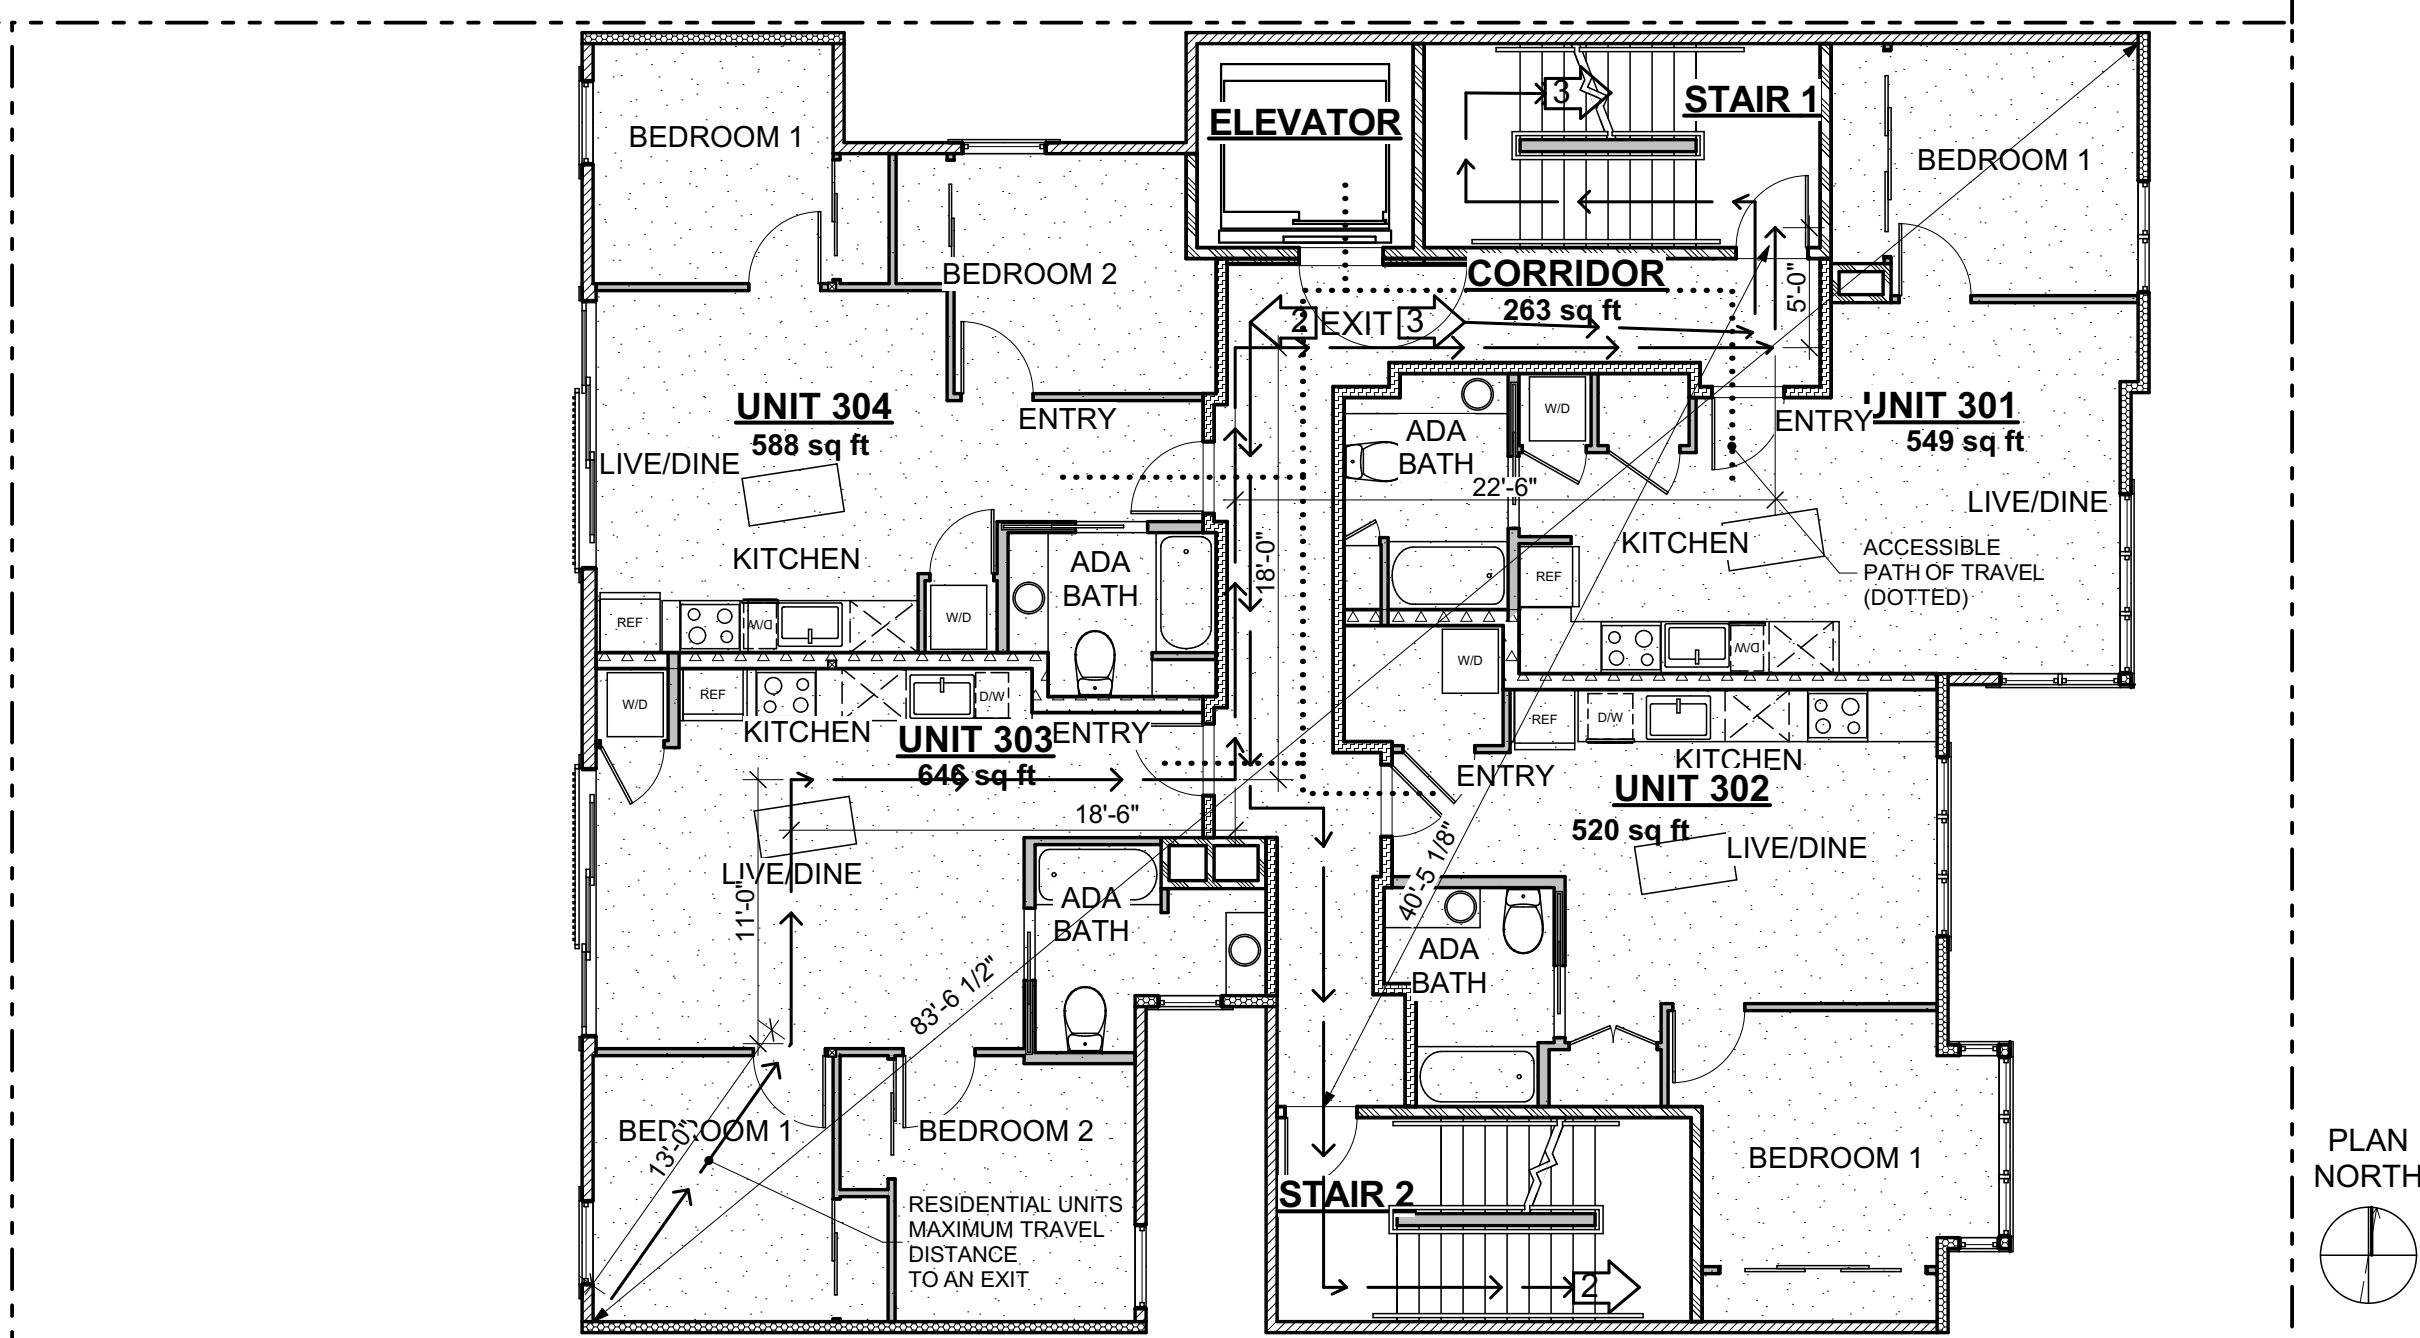 BEDROOM 1
ELEVATOR
3
STAIR 1
BEDROOM 1
BEDROOM 2
CORRIDOR
263 sq ft
2
EXIT
3
5'-0"
UNIT 304
588 sq ft
ENTRY
LIVE/DINE
KITCHEN
ADA
BATH
REF
W/D
W/D
18'-0"
ADA
BATH
W/D
22'-6"
ENTRY
UNIT 301
549 sq ft
LIVE/DINE
KITCHEN
REF
ACCESSIBLE
PATH OF TRAVEL
(DOTTED)
W/D
W/D
W/D
REF
D/W
KITCHEN
UNIT 303
646 sq ft
ENTRY
18'-6"
LIVE/DINE
11'-0"
ADA
BATH
83'-6 1/2"
REF
D/W
KITCHEN
ENTRY
UNIT 302
520 sq ft
LIVE/DINE
40'-5 1/8"
ADA
BATH
BEDROOM 1
13'-0"
BEDROOM 2
RESIDENTIAL UNITS
MAXIMUM TRAVEL
DISTANCE
TO AN EXIT
STAIR 2
2
BEDROOM 1
PLAN
NORTH